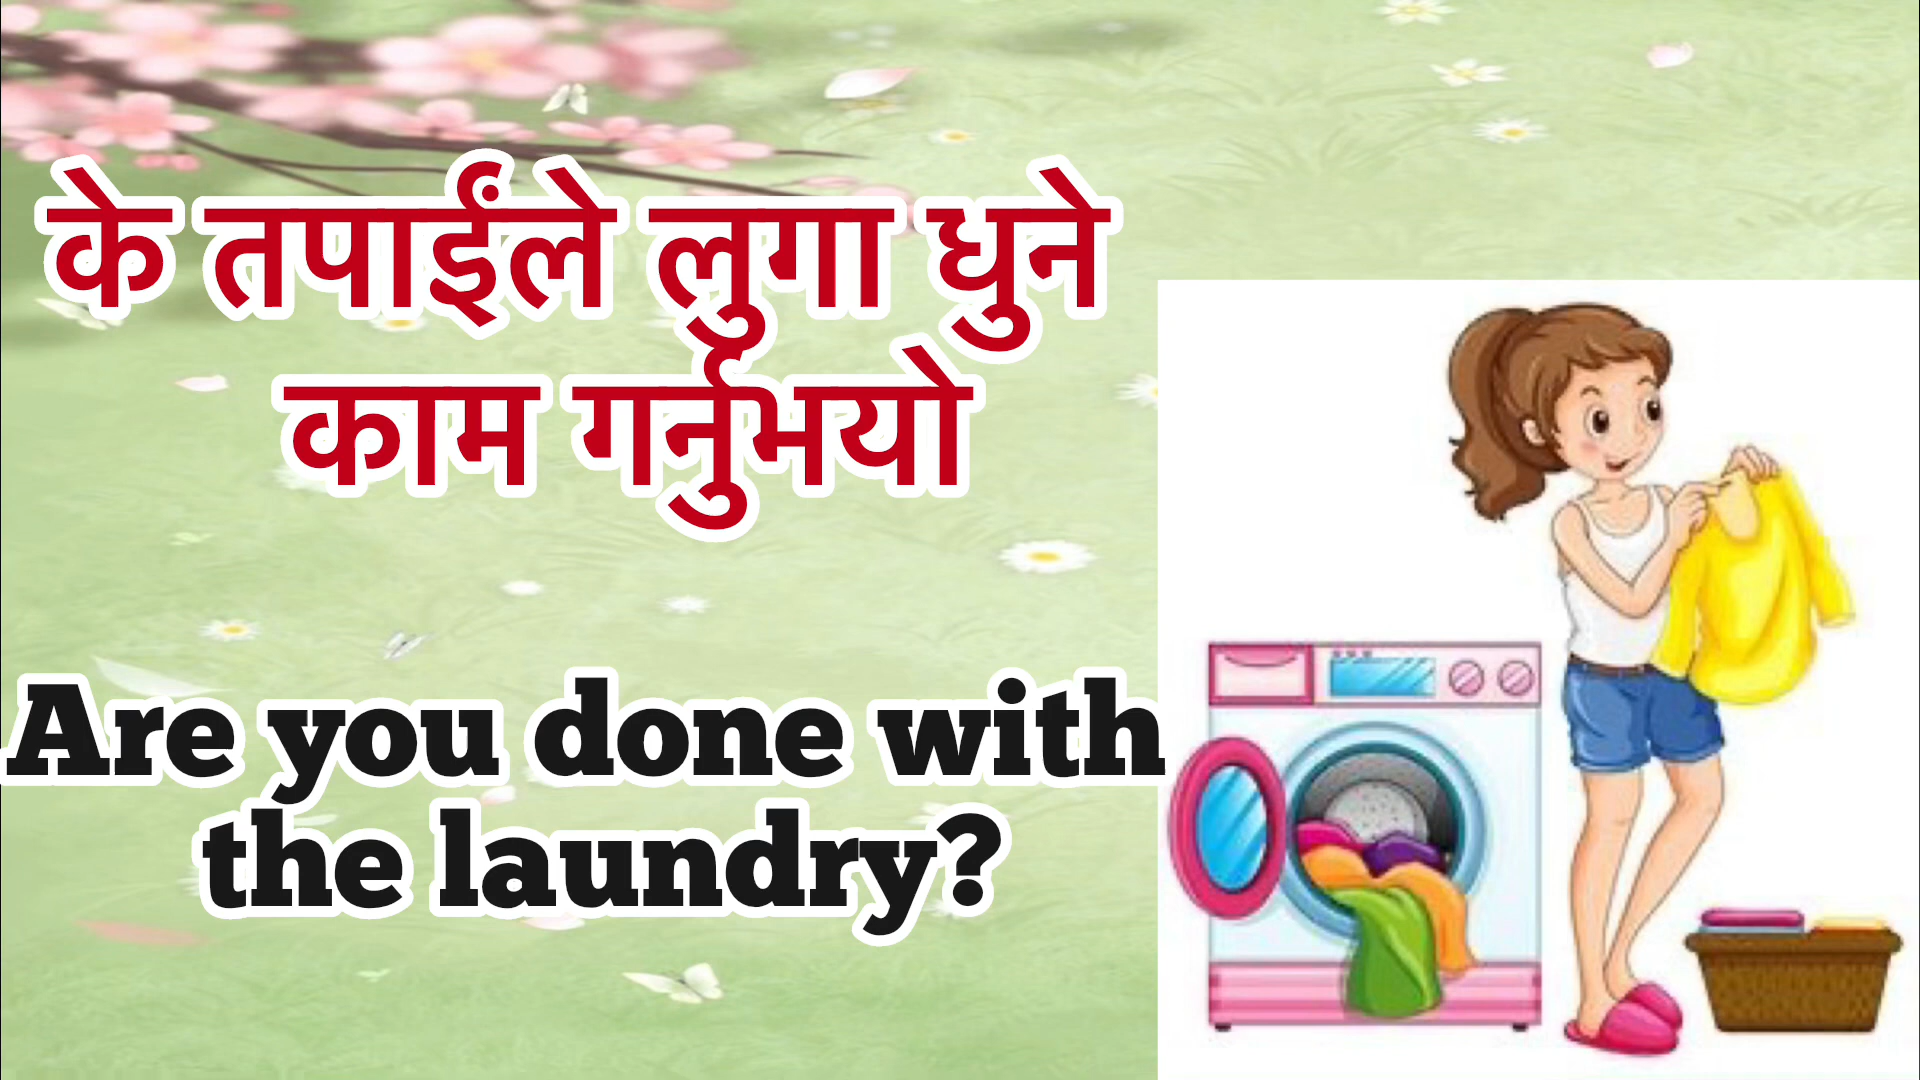 के तपाईंले लुगा धुने
काम गर्नुभयो
Are you done with
the laundry?